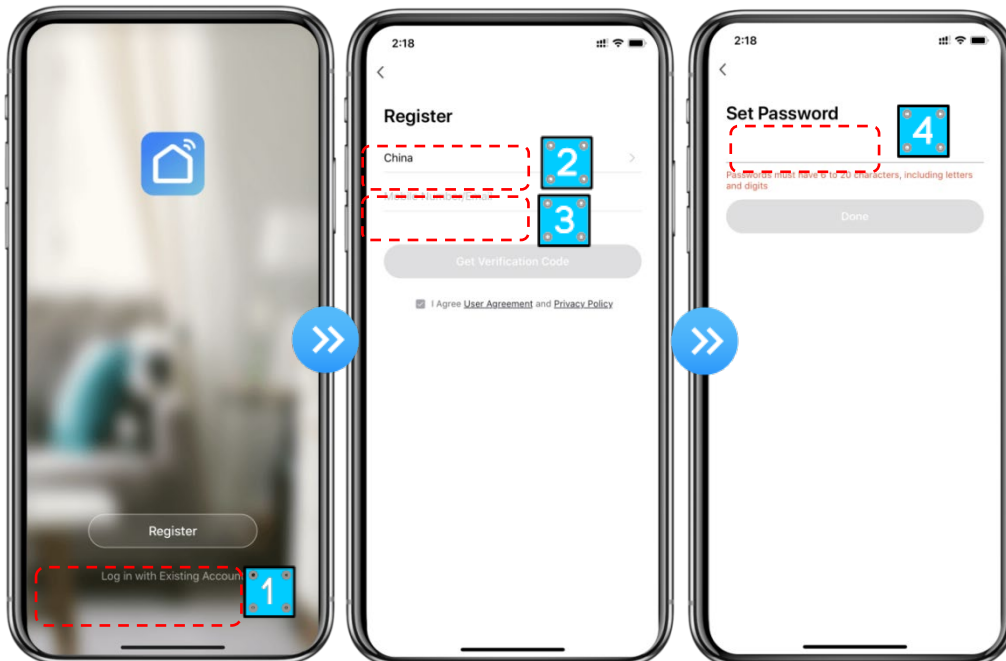 Register
Log in with Existing Accoun
1
2:18
Register
China
2
3
Get Verification Code
I Agree User Agreement and Privacy Policy
2:18
Set Password
4
Passwords must have 6 to 20 characters, including letters
and digits
Done